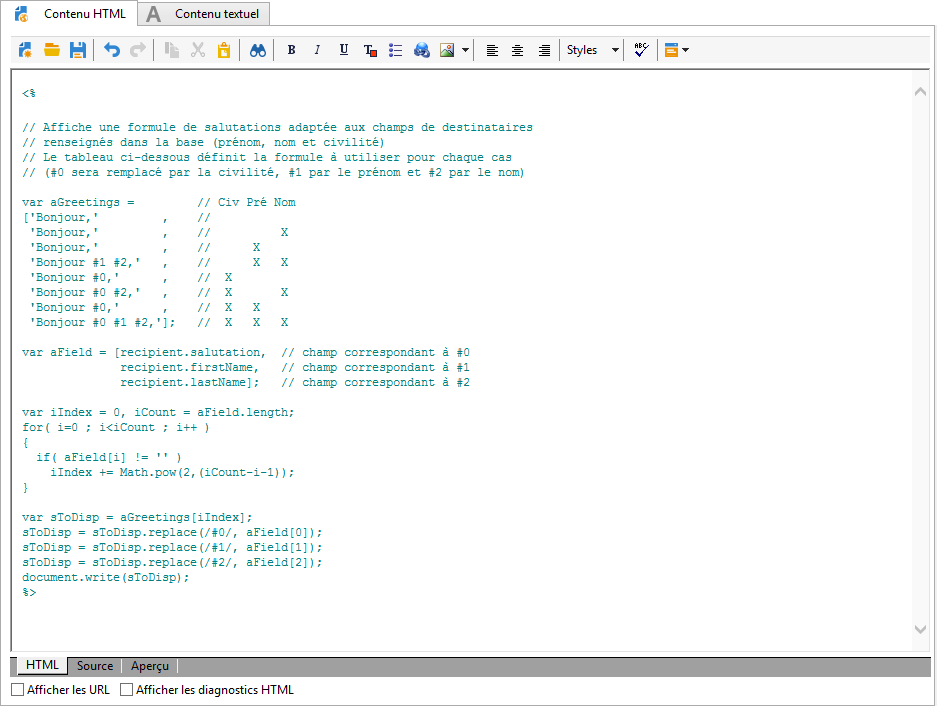 Contenu HTML
Contenu textuel
B I U T Styles ABC
<%
// Affiche une formule de salutations adaptée aux champs de destinataires
// renseignés dans la base (prénom, nom et civilité)
// Le tableau ci-dessous définit la formule à utiliser pour chaque cas
// (#0 sera remplacé par la civilité, #1 par le prénom et #2 par le nom)
var aGreetings =         // Civ Pré Nom
['Bonjour,'         ,    //
 'Bonjour,'         ,    //          X
 'Bonjour,'         ,    //      X
 'Bonjour #1 #2,'   ,    //      X   X
 'Bonjour #0,'      ,    //  X
 'Bonjour #0 #2,'   ,    //  X       X
 'Bonjour #0,'      ,    //  X   X
 'Bonjour #0 #1 #2,'];   //  X   X   X
var aField = [recipient.salutation,  // champ correspondant à #0
              recipient.firstName,   // champ correspondant à #1
              recipient.lastName];   // champ correspondant à #2
var iIndex = 0, iCount = aField.length;
for( i=0 ; i<iCount ; i++ )
{
  if( aField[i] != '' )
    iIndex += Math.pow(2,(iCount-i-1));
}
var sToDisp = aGreetings[iIndex];
sToDisp = sToDisp.replace(/#0/, aField[0]);
sToDisp = sToDisp.replace(/#1/, aField[1]);
sToDisp = sToDisp.replace(/#2/, aField[2]);
document.write(sToDisp);
%>
HTML Source Aperçu
Afficher les URL Afficher les diagnostics HTML